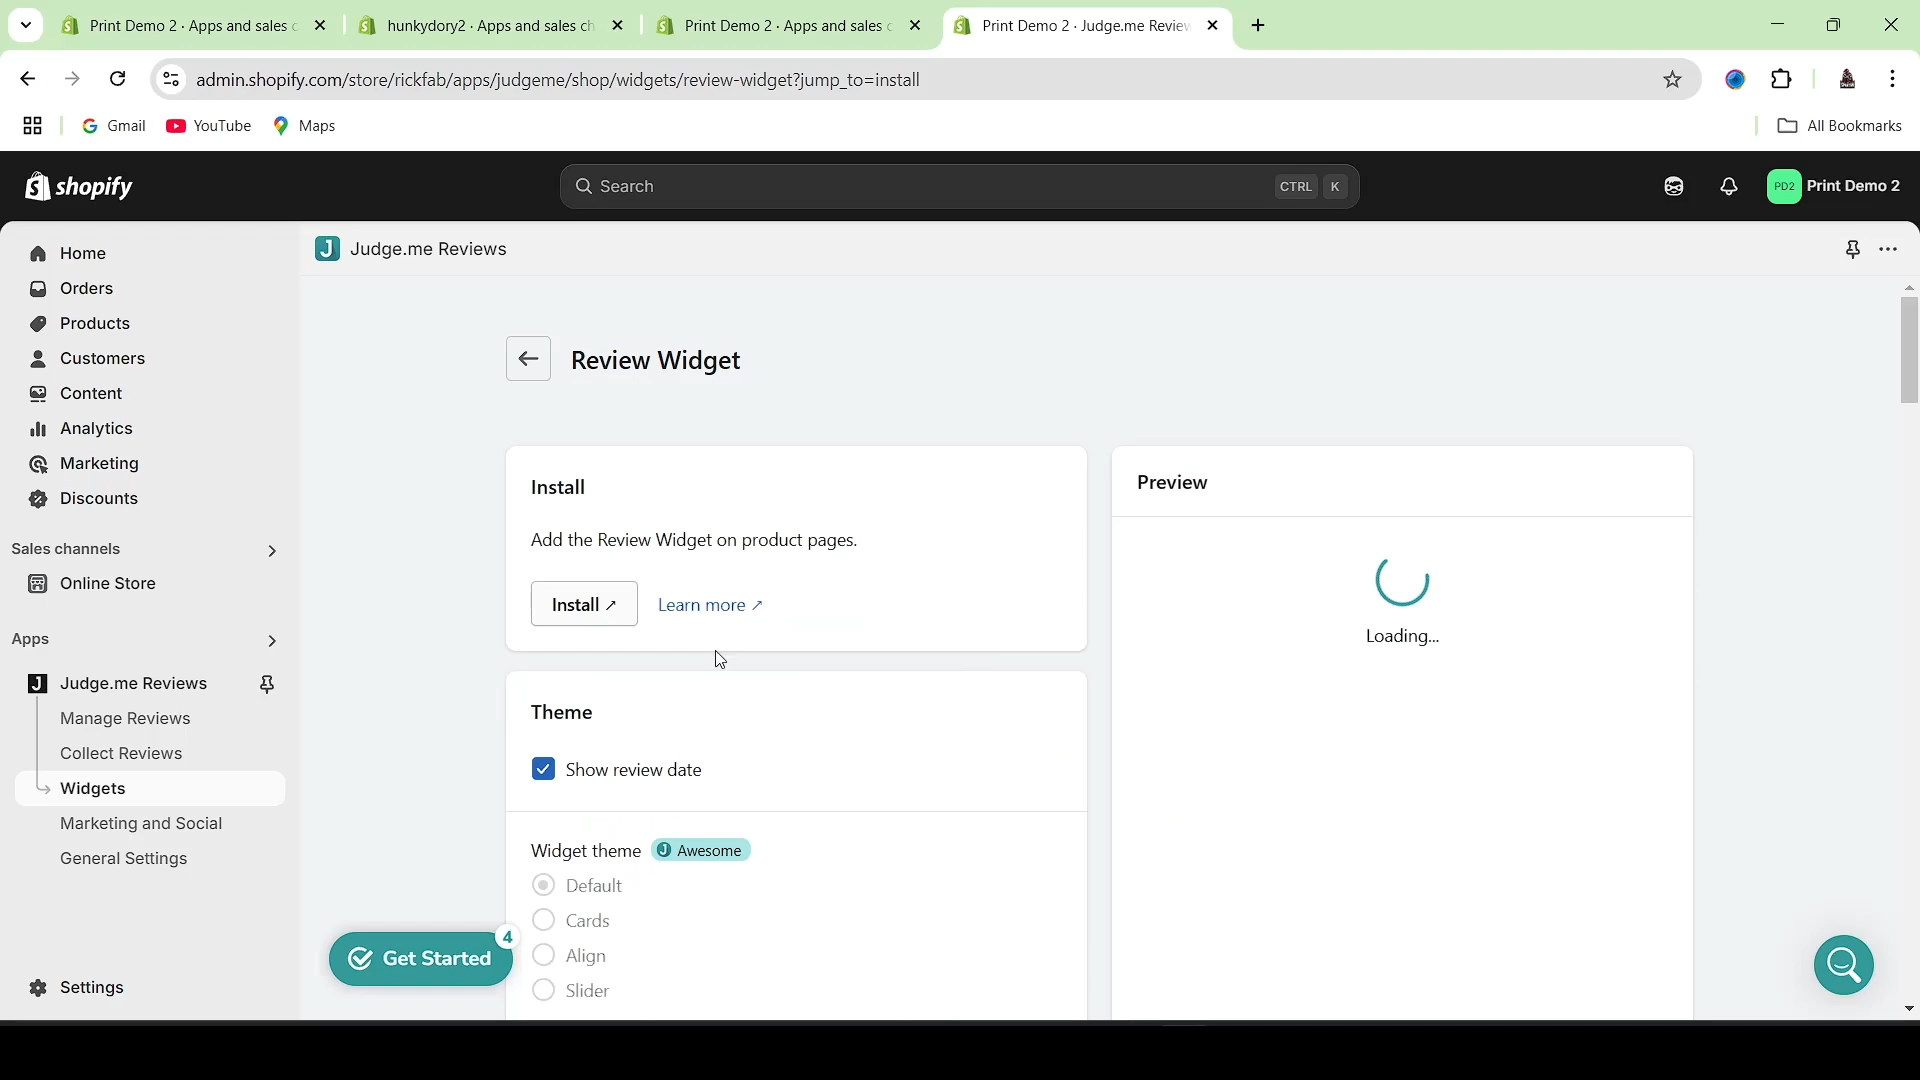 Print Demo 2 · Apps and sales c
hunkydory2 · Apps and sales ch
Print Demo 2 · Apps and sales c
Print Demo 2 · Judge.me Review
admin.shopify.com/store/rickfab/apps/judgeme/shop/widgets/review-widget?jump_to=install
Gmail
YouTube
Maps
All Bookmarks
shopify
Search
CTRL K
PD2
Print Demo 2
Home
Orders
Products
Customers
Content
Analytics
Marketing
Discounts
Sales channels
Online Store
Apps
Judge.me Reviews
Manage Reviews
Collect Reviews
Widgets
Marketing and Social
General Settings
Settings
J Judge.me Reviews
Review Widget
Install
Add the Review Widget on product pages.
Install ↗
Learn more ↗
Theme
Show review date
Widget theme
J Awesome
Default
Cards
Align
Slider
Get Started
4
Preview
Loading...